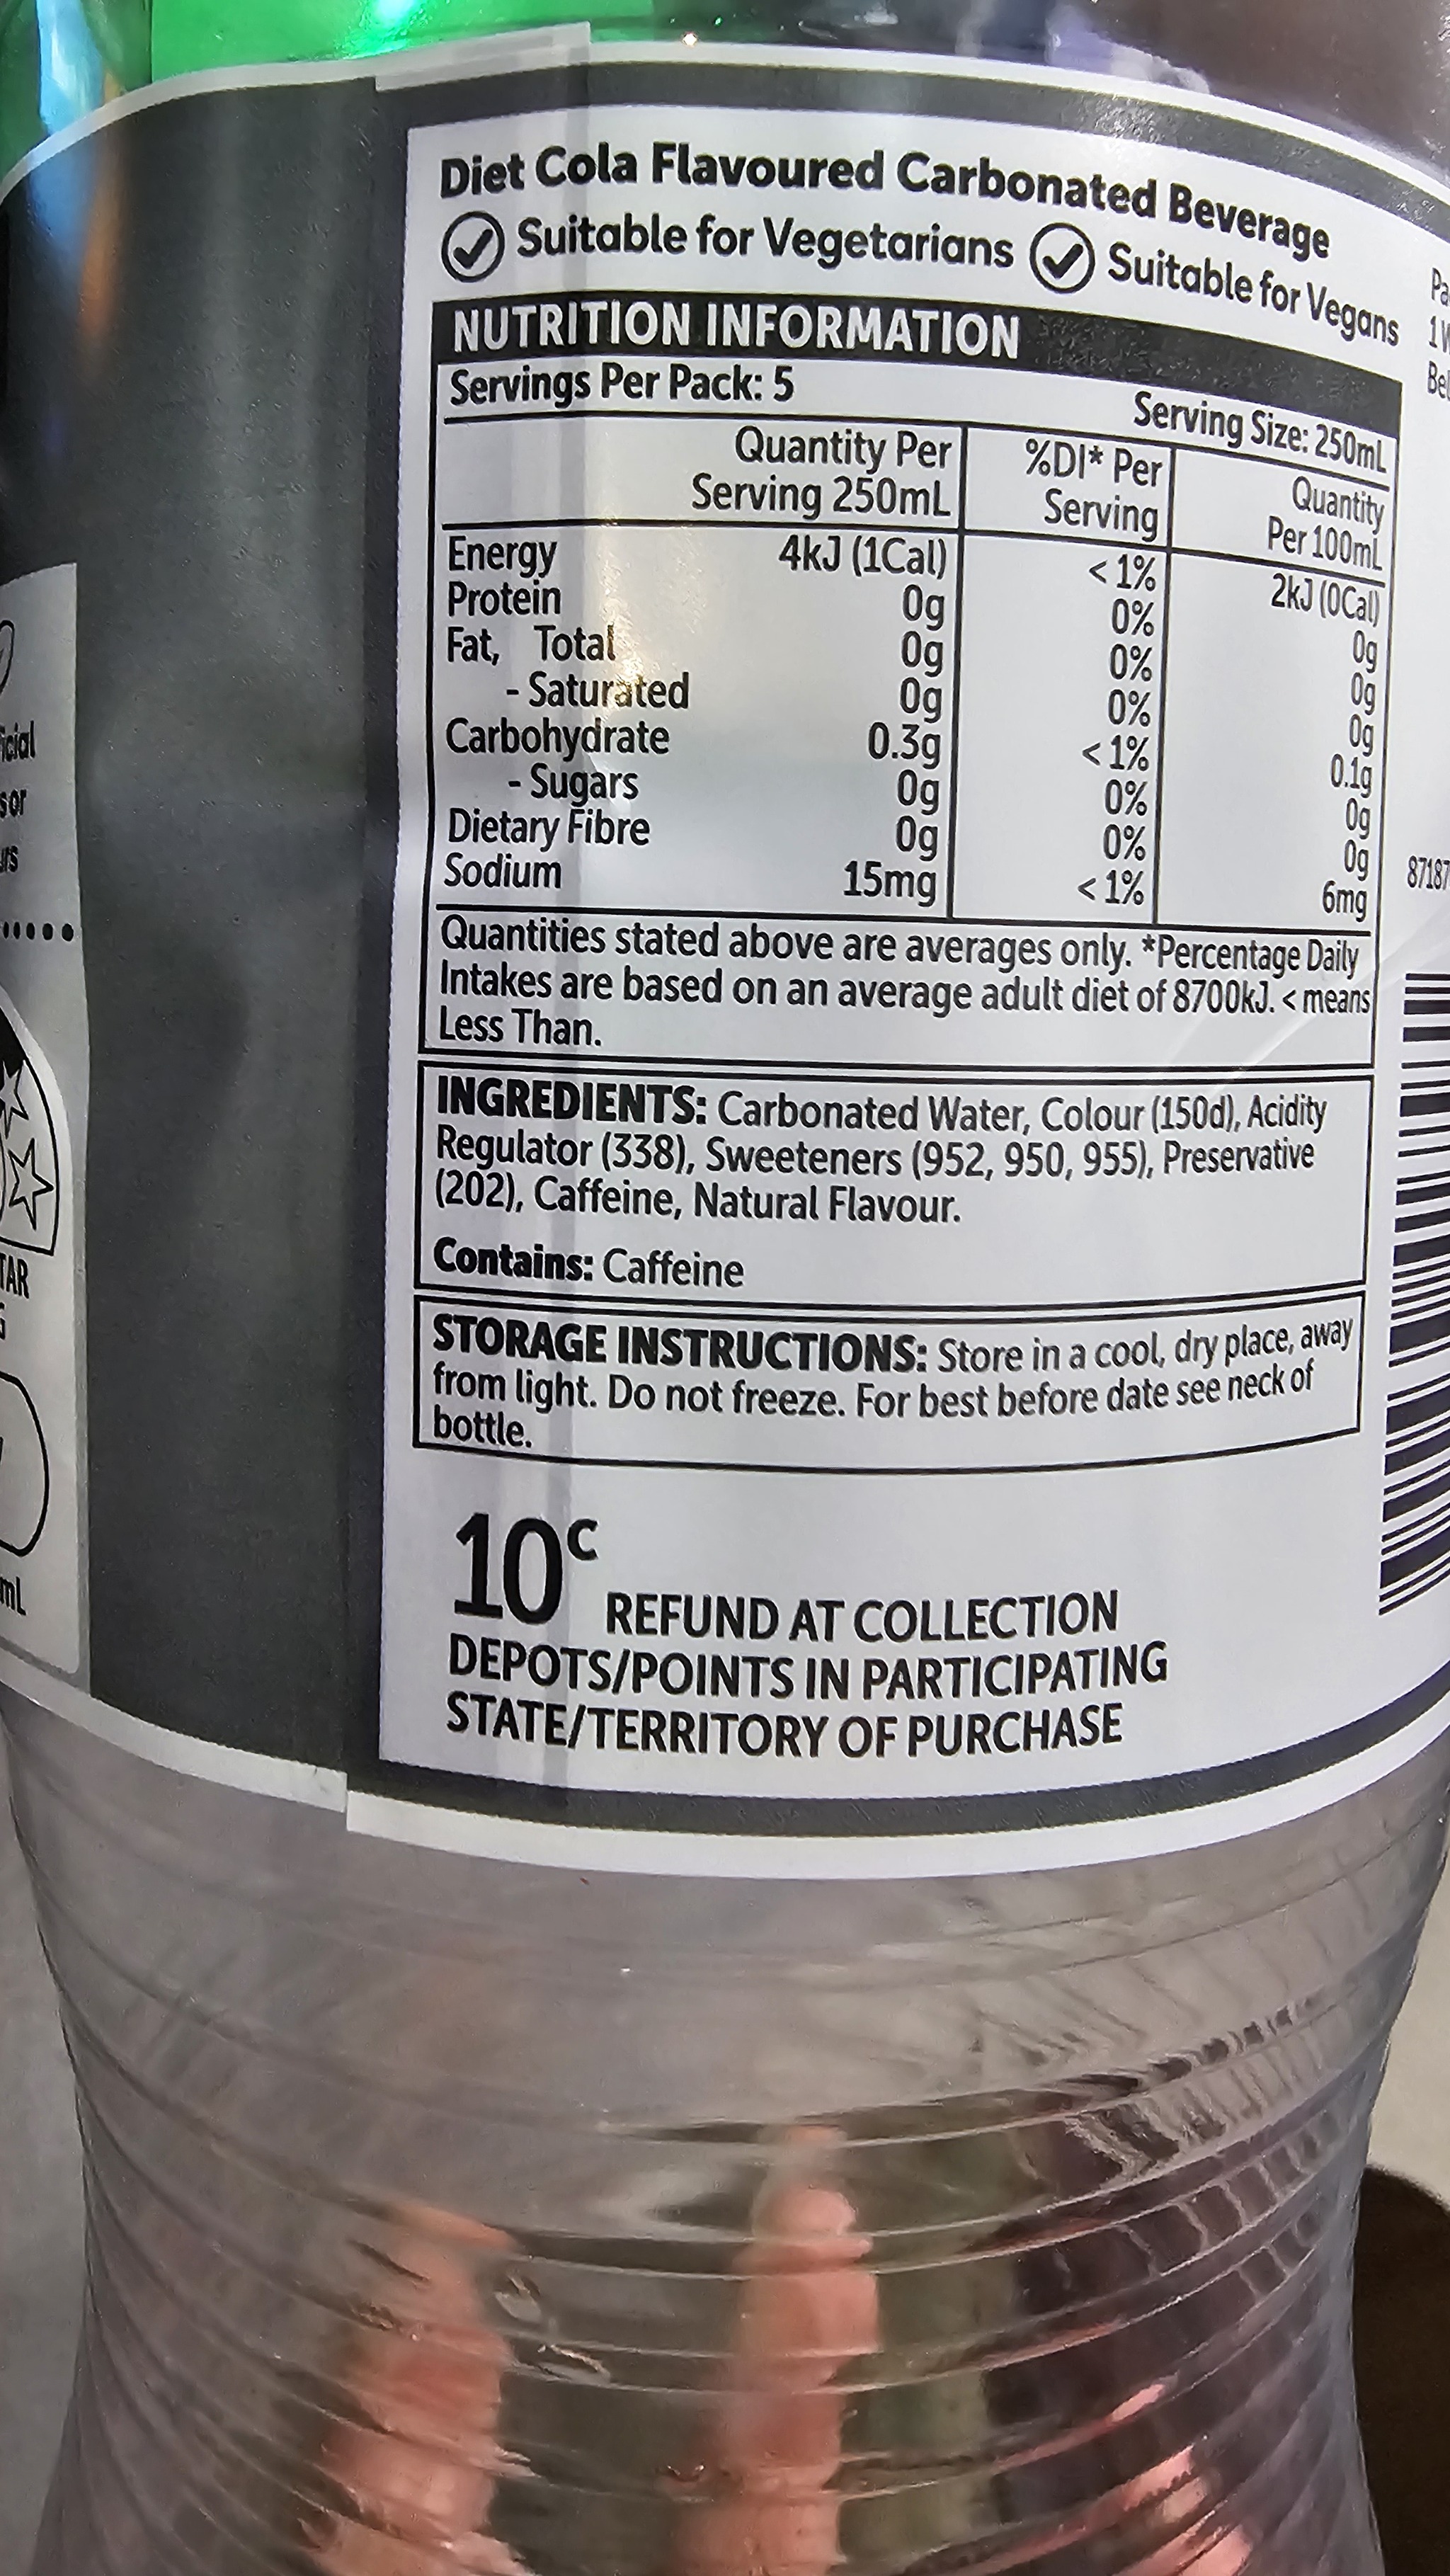 Diet Cola Flavoured Carbonated Beverage
Suitable for Vegetarians Suitable for Vegans
NUTRITION INFORMATION
Servings Per Pack: 5 Serving Size: 250mL
Quantity Per Serving 250mL %DI* Per Serving Quantity Per 100mL
Energy 4kJ (1Cal) <1% 2kJ (0Cal)
Protein 0g 0% 0g
Fat, Total 0g 0% 0g
- Saturated 0g 0% 0g
Carbohydrate 0.3g <1% 0.1g
- Sugars 0g 0% 0g
Dietary Fibre 0g 0% 0g
Sodium 15mg <1% 6mg
Quantities stated above are averages only. *Percentage Daily
Intakes are based on an average adult diet of 8700kJ. < means
Less Than.
INGREDIENTS: Carbonated Water, Colour (150d), Acidity
Regulator (338), Sweeteners (952, 950, 955), Preservative
(202), Caffeine, Natural Flavour.
Contains: Caffeine
STORAGE INSTRUCTIONS: Store in a cool, dry place, away
from light. Do not freeze. For best before date see neck of
bottle.
10c REFUND AT COLLECTION
DEPOTS/POINTS IN PARTICIPATING
STATE/TERRITORY OF PURCHASE
mL
87187